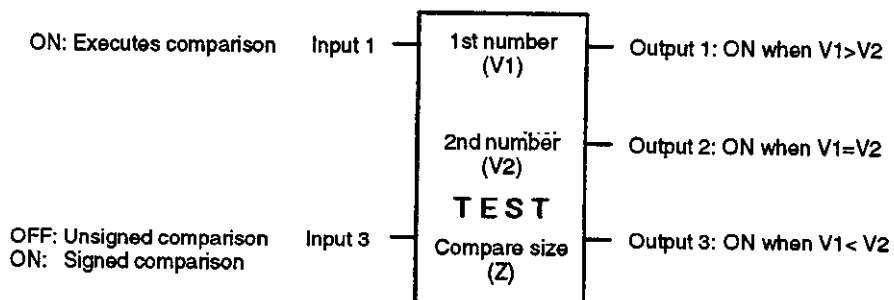 ON: Executes comparison Input 1 1st number Output 1: ON when V1>V2
(V1)
2nd number Output 2: ON when V1=V2
(V2)
TEST
OFF: Unsigned comparison Input 3 Output 3: ON when V1< V2
ON: Signed comparison Compare size
(Z)